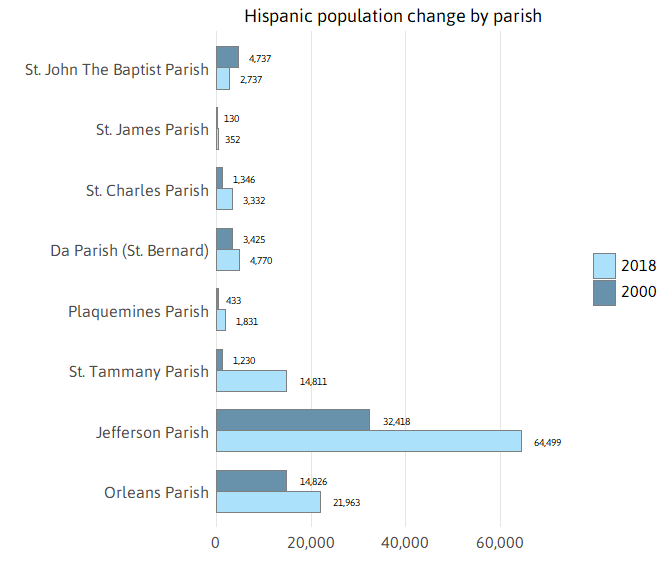 Hispanic population change by parish
St. John The Baptist Parish
4,737
2,737
St. James Parish
130
352
St. Charles Parish
1,346
3,332
Da Parish (St. Bernard)
3,425
4,770
Plaquemines Parish
433
1,831
St. Tammany Parish
1,230
14,811
Jefferson Parish
32,418
64,499
Orleans Parish
14,826
21,963
0 20,000 40,000 60,000
2018
2000